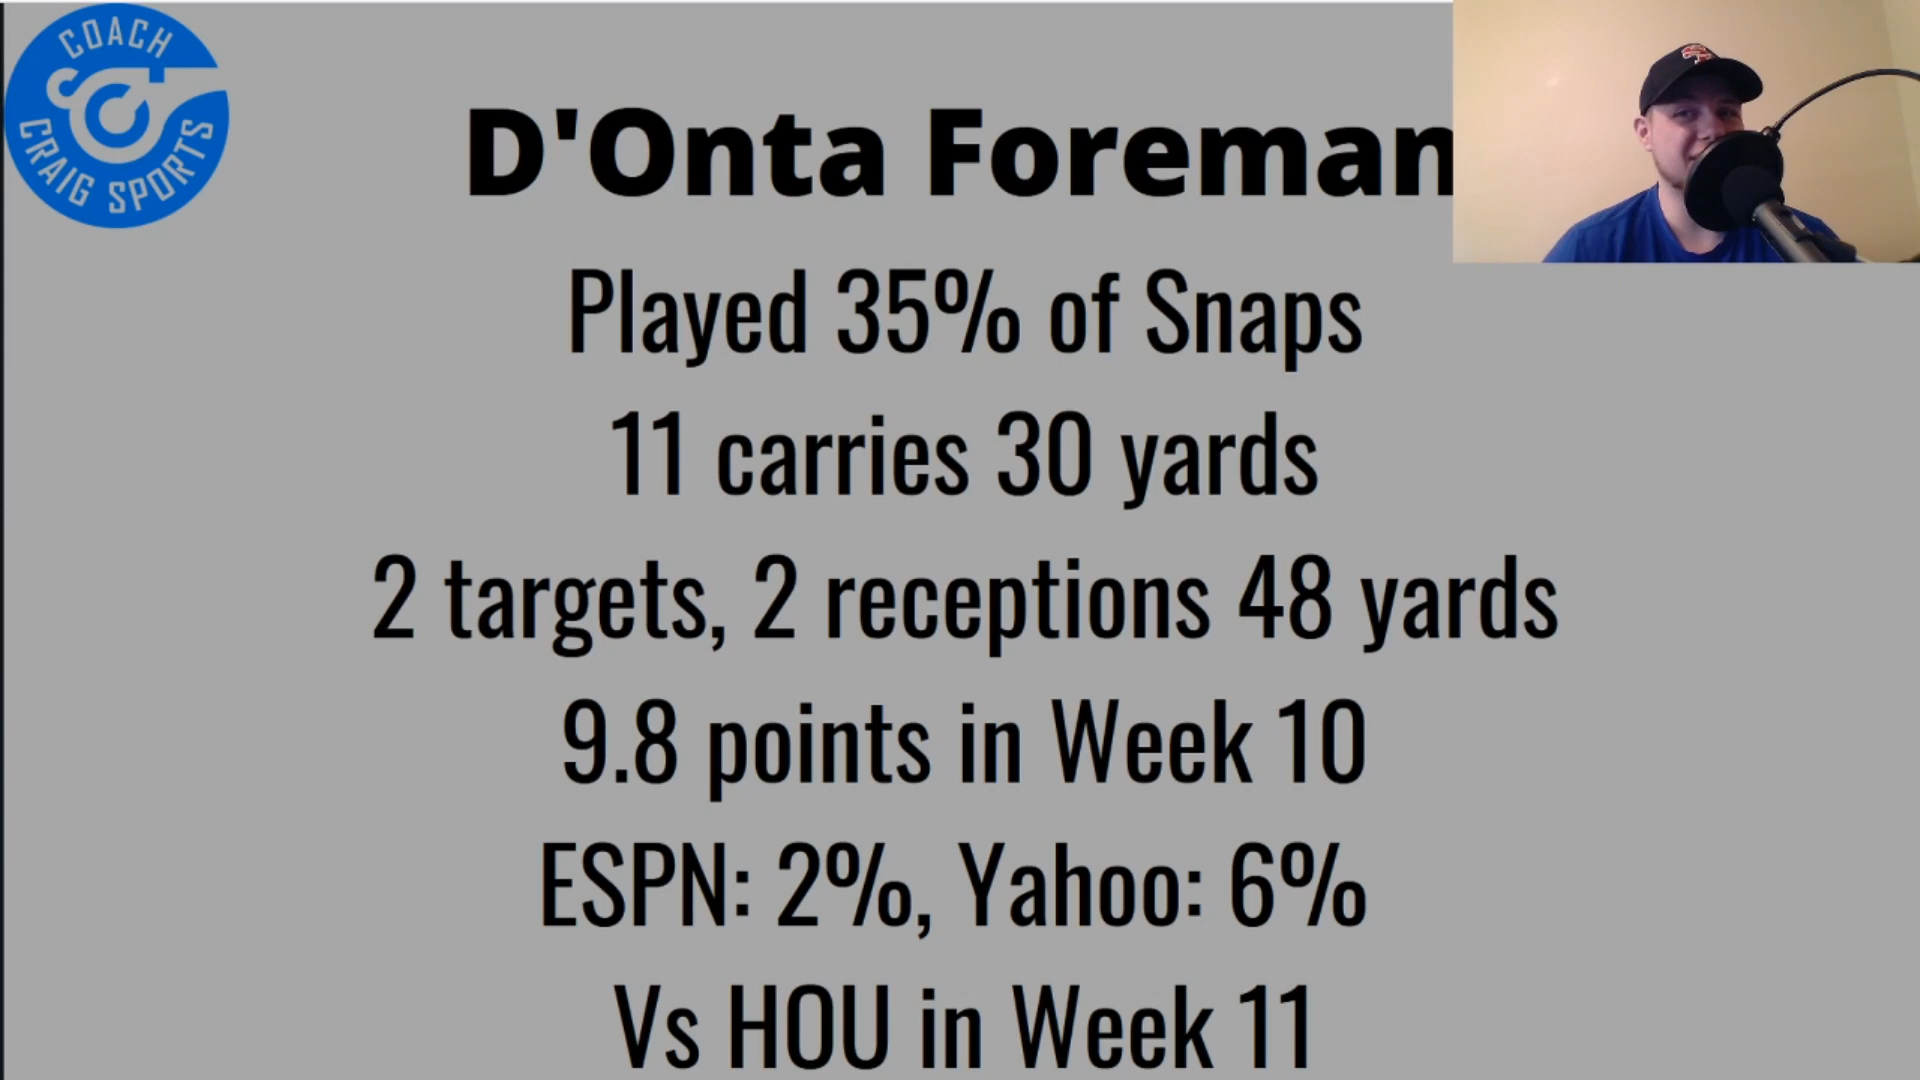 COACH
CRAIG SPORTS
D'Onta Foreman
Played 35% of Snaps
11 carries 30 yards
2 targets, 2 receptions 48 yards
9.8 points in Week 10
ESPN: 2%, Yahoo: 6%
Vs HOU in Week 11